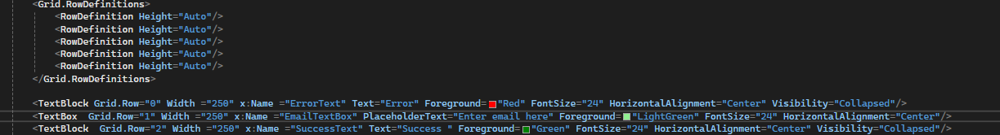 <Grid.RowDefinitions>
<RowDefinition Height="Auto"/>
<RowDefinition Height="Auto"/>
<RowDefinition Height="Auto"/>
<RowDefinition Height="Auto"/>
<RowDefinition Height="Auto"/>
</Grid.RowDefinitions>
<TextBlock Grid.Row="0" Width ="250" x:Name ="ErrorText" Text="Error" Foreground="Red" FontSize="24" HorizontalAlignment="Center" Visibility="Collapsed"/>
<TextBox  Grid.Row="1" Width ="250" x:Name ="EmailTextBox" PlaceholderText="Enter email here" Foreground="LightGreen" FontSize="24" HorizontalAlignment="Center"/>
<TextBlock  Grid.Row="2" Width ="250" x:Name ="SuccessText" Text="Success " Foreground="Green" FontSize="24" HorizontalAlignment="Center" Visibility="Collapsed"/>